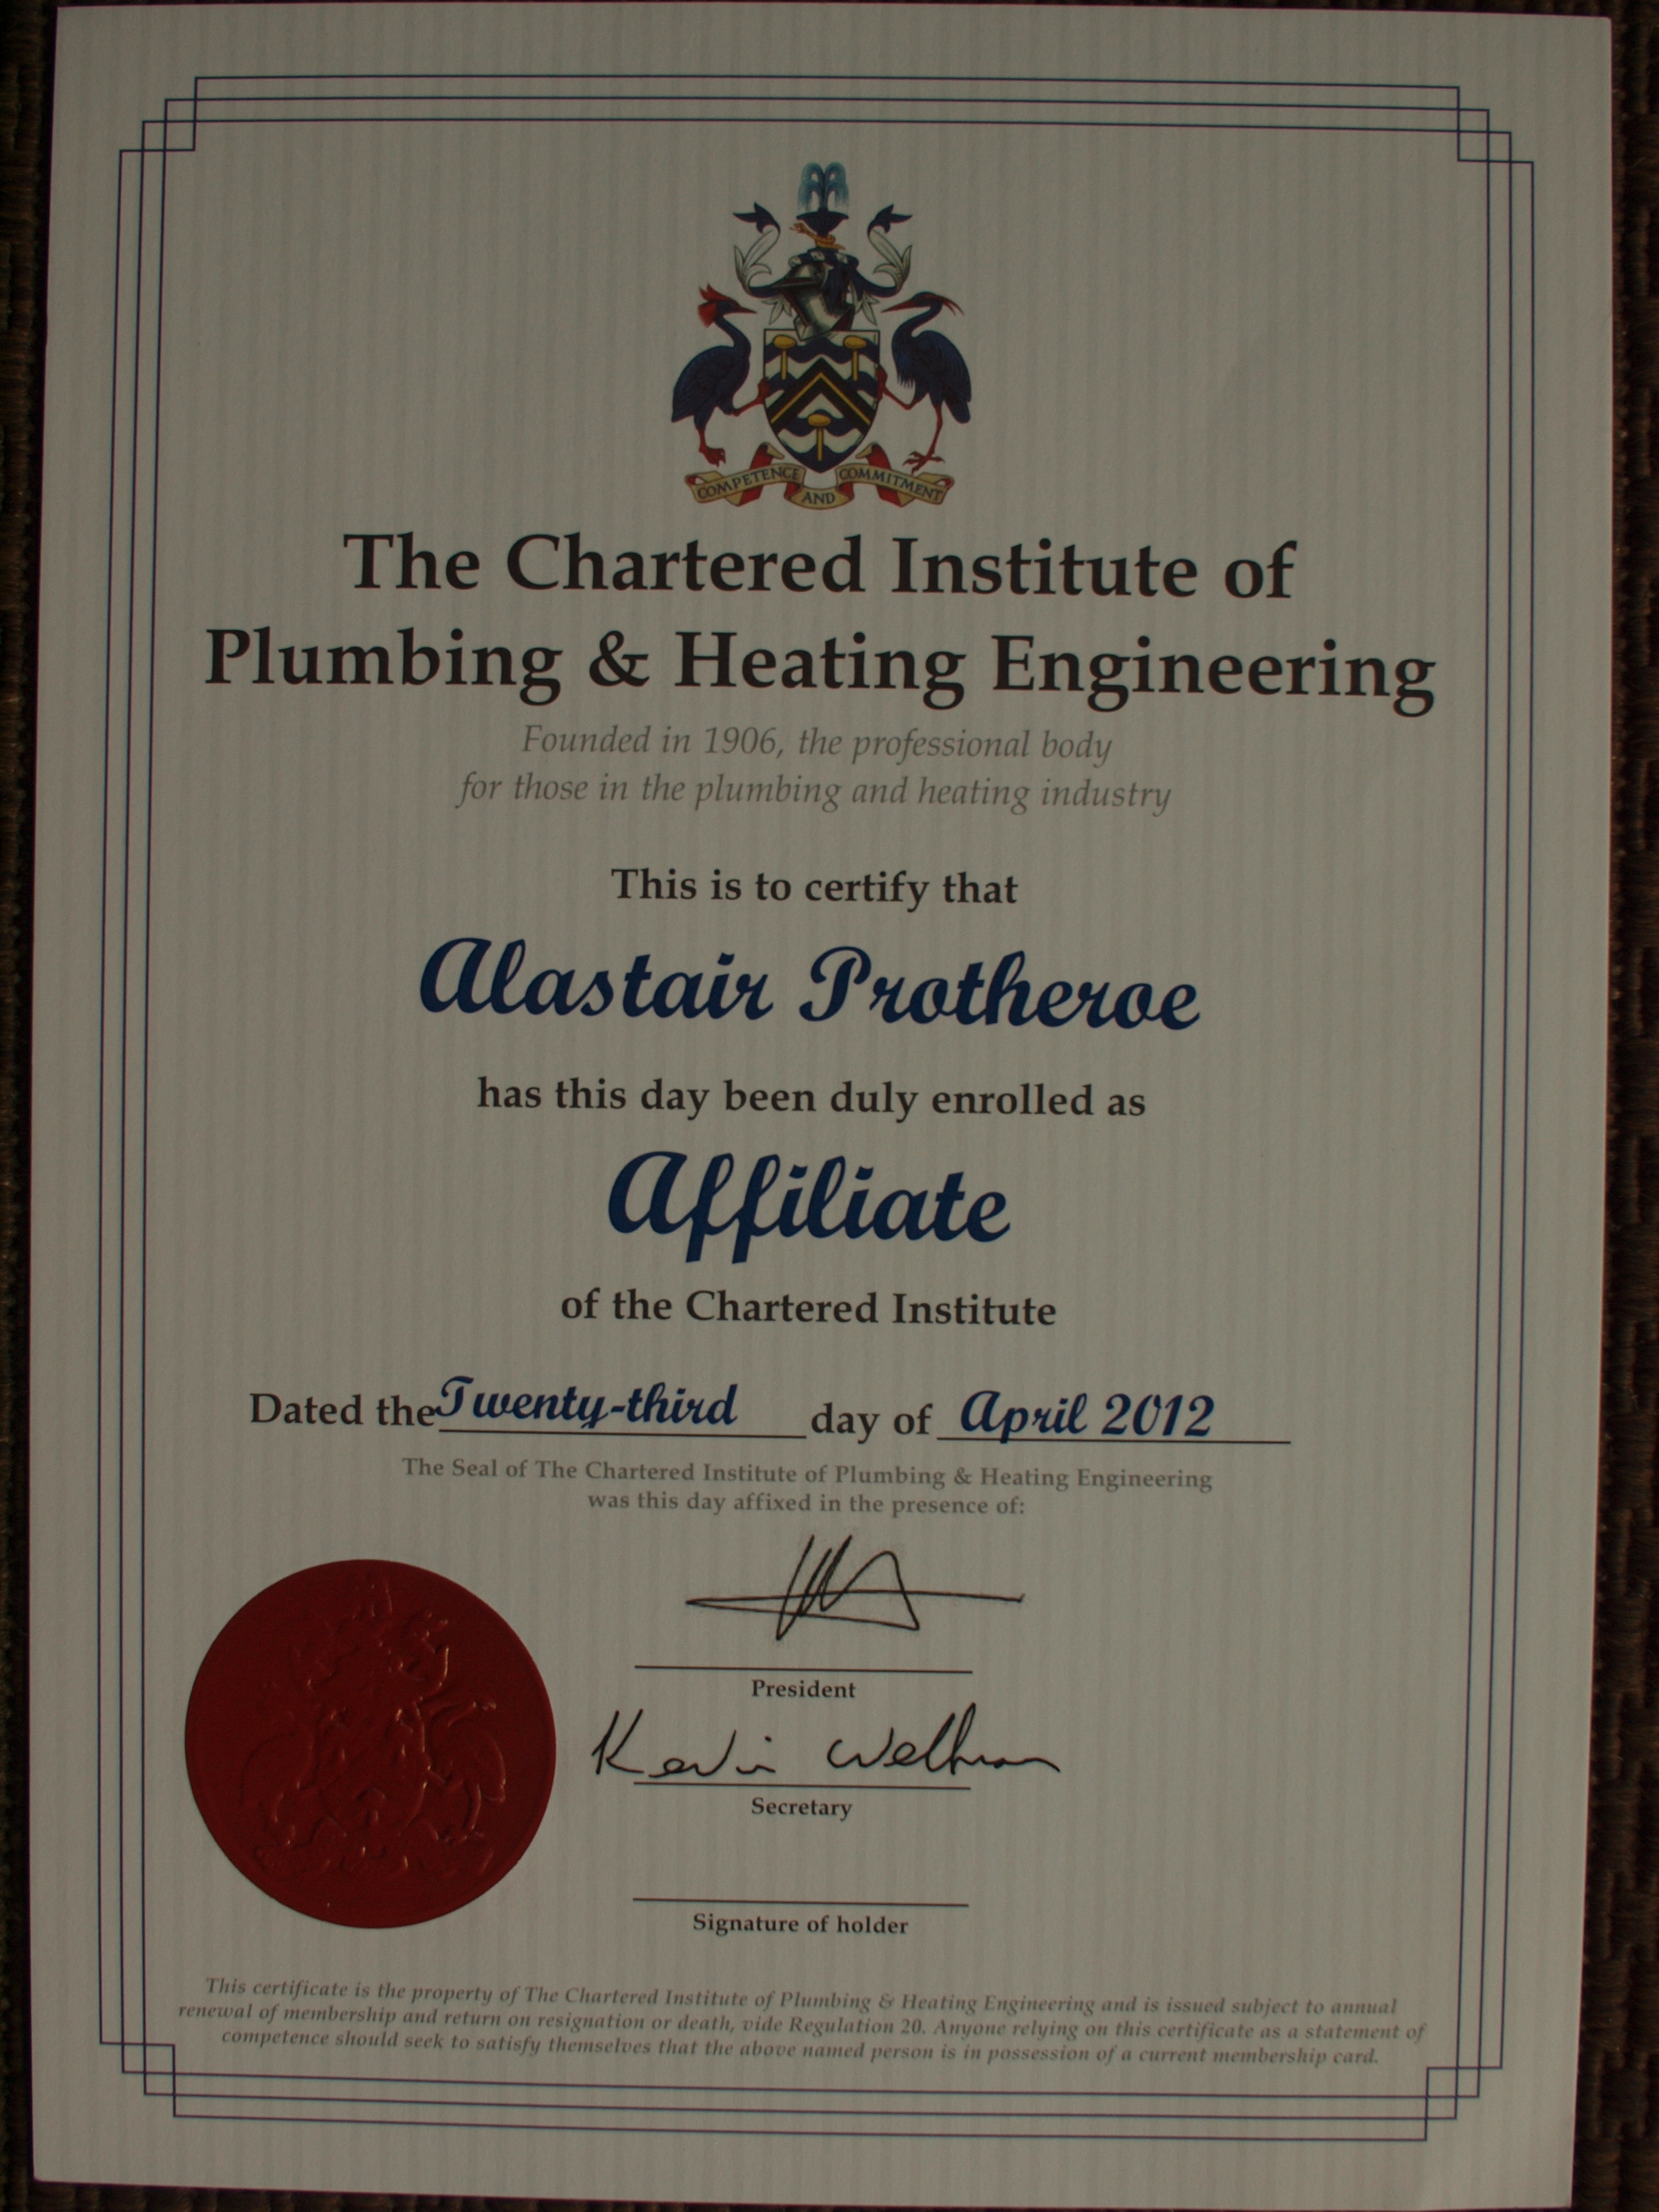 COMPETENCE AND COMMITMENT
The Chartered Institute of
Plumbing & Heating Engineering
Founded in 1906, the professional body
for those in the plumbing and heating industry
This is to certify that
Alastair Protheroe
has this day been duly enrolled as
Affiliate
of the Chartered Institute
Dated the Twenty-third day of April 2012
The Seal of The Chartered Institute of Plumbing & Heating Engineering
was this day affixed in the presence of:
President
Kevin Wellman
Secretary
Signature of holder
This certificate is the property of The Chartered Institute of Plumbing & Heating Engineering and is issued subject to annual
renewal of membership and return on resignation or death, vide Regulation 20. Anyone relying on this certificate as a statement of
competence should seek to satisfy themselves that the above named person is in possession of a current membership card.